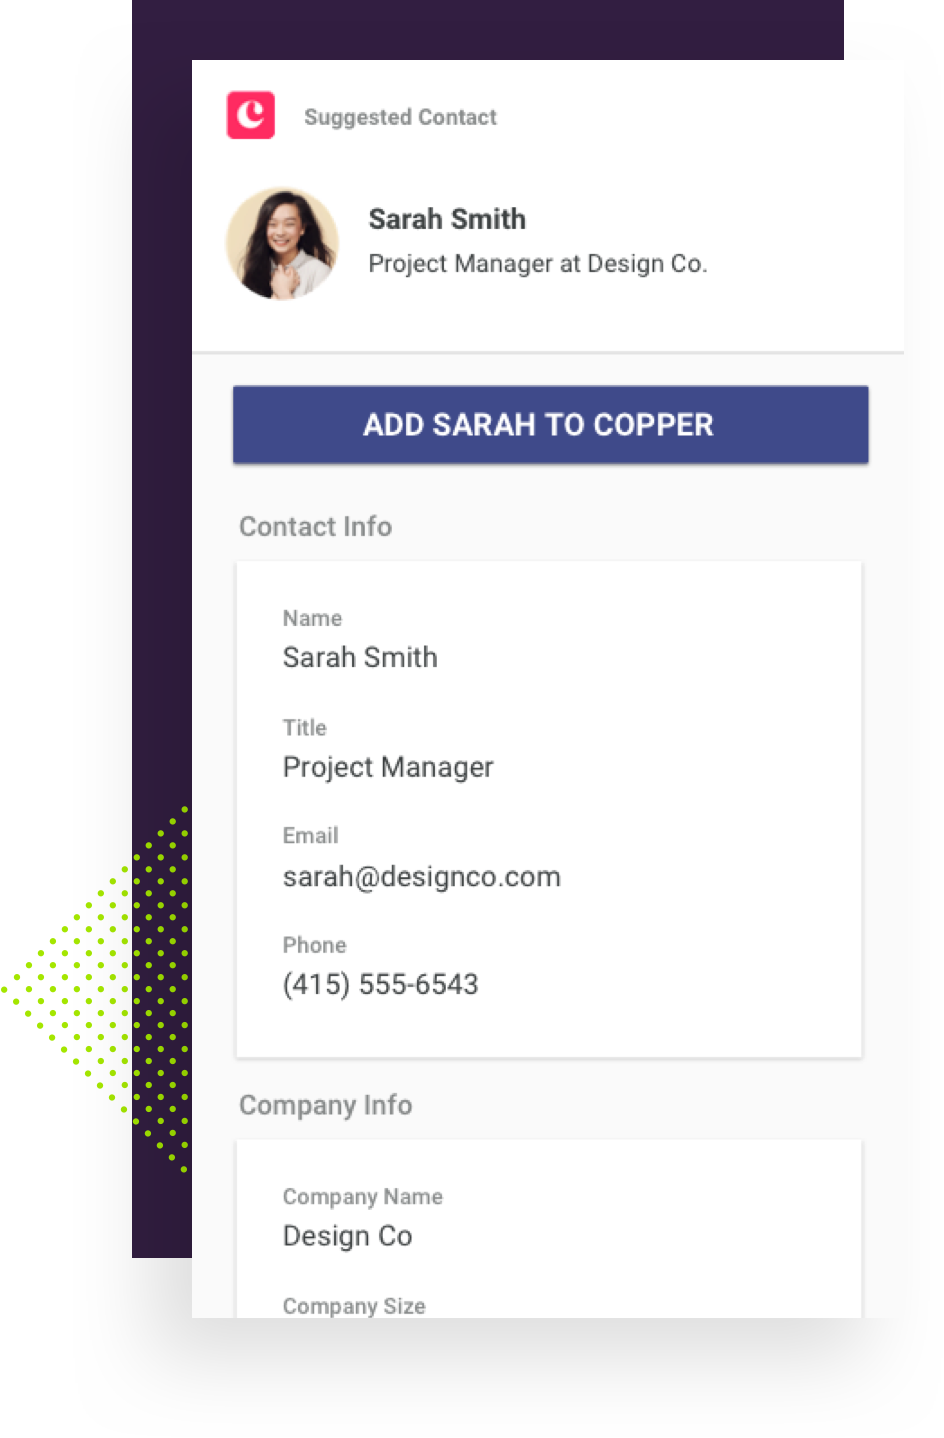 Suggested Contact
Sarah Smith
Project Manager at Design Co.
ADD SARAH TO COPPER
Contact Info
Name
Sarah Smith
Title
Project Manager
Email
sarah@designco.com
Phone
(415) 555-6543
Company Info
Company Name
Design Co
Company Size